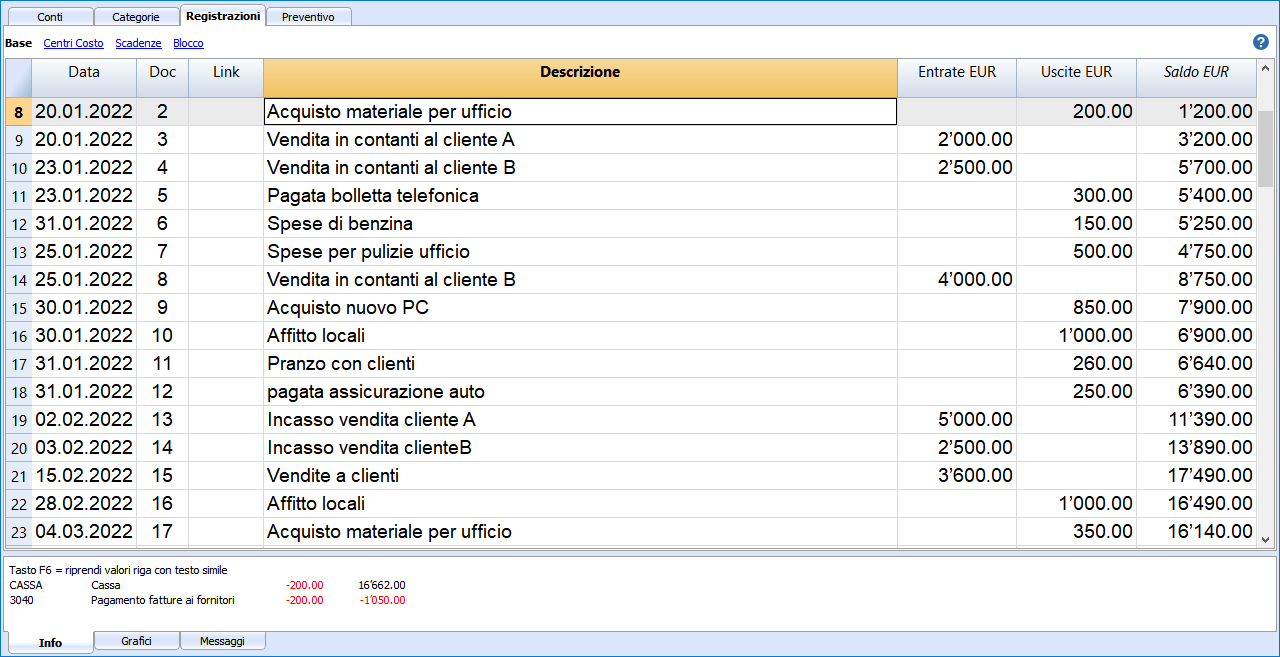 Conti Categorie Registrazioni Preventivo
Base Centri Costo Scadenze Blocco ?
Data Doc Link Descrizione Entrate EUR Uscite EUR Saldo EUR
8 20.01.2022 2 Acquisto materiale per ufficio 200.00 1’200.00
9 20.01.2022 3 Vendita in contanti al cliente A 2’000.00 3’200.00
10 23.01.2022 4 Vendita in contanti al cliente B 2’500.00 5’700.00
11 23.01.2022 5 Pagata bolletta telefonica 300.00 5’400.00
12 31.01.2022 6 Spese di benzina 150.00 5’250.00
13 25.01.2022 7 Spese per pulizie ufficio 500.00 4’750.00
14 25.01.2022 8 Vendita in contanti al cliente B 4’000.00 8’750.00
15 30.01.2022 9 Acquisto nuovo PC 850.00 7’900.00
16 30.01.2022 10 Affitto locali 1’000.00 6’900.00
17 31.01.2022 11 Pranzo con clienti 260.00 6’640.00
18 31.01.2022 12 pagata assicurazione auto 250.00 6’390.00
19 02.02.2022 13 Incasso vendita cliente A 5’000.00 11’390.00
20 03.02.2022 14 Incasso vendita clienteB 2’500.00 13’890.00
21 15.02.2022 15 Vendite a clienti 3’600.00 17’490.00
22 28.02.2022 16 Affitto locali 1’000.00 16’490.00
23 04.03.2022 17 Acquisto materiale per ufficio 350.00 16’140.00
Tasto F6 = riprendi valori riga con testo simile
CASSA Cassa -200.00 16’662.00
3040 Pagamento fatture ai fornitori -200.00 -1’050.00
Info Grafici Messaggi